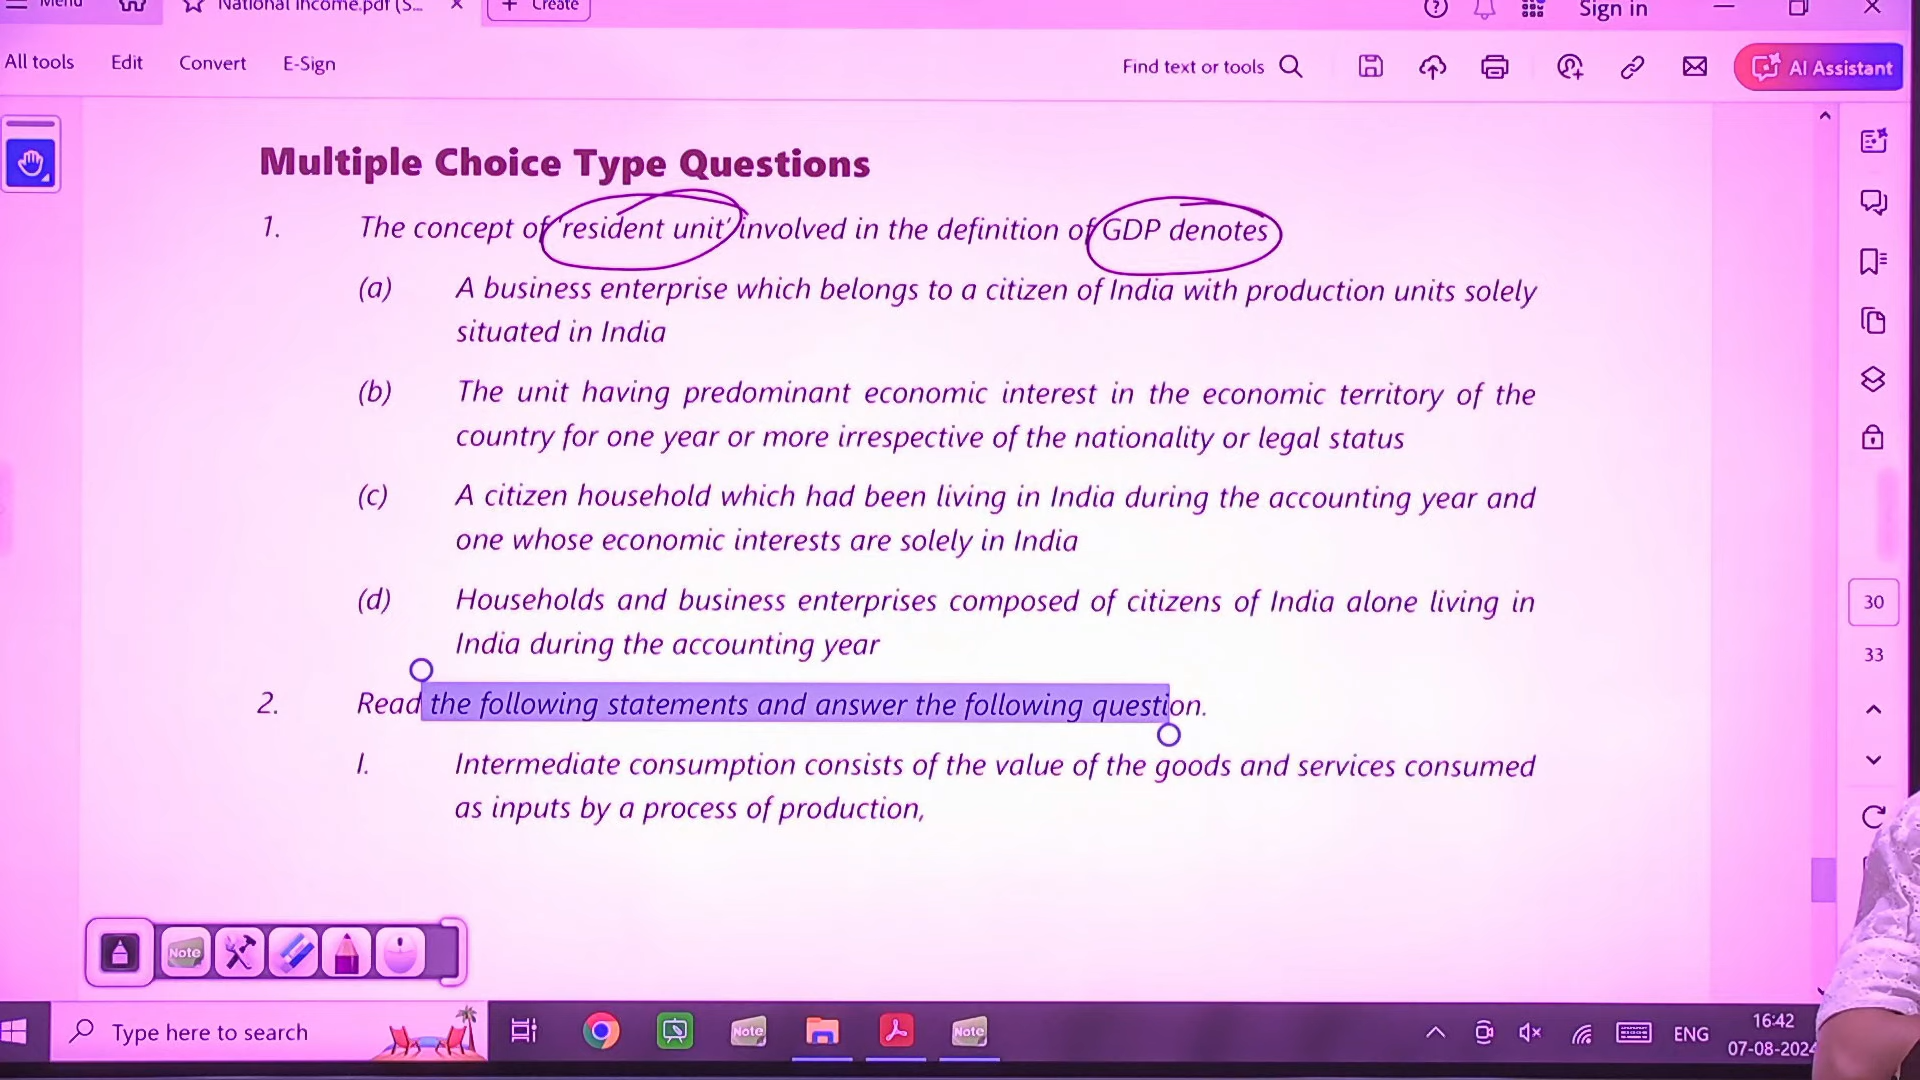 Menu National Income.pdf (S... × + Create Sign in
All tools Edit Convert E-Sign Find text or tools AI Assistant
Multiple Choice Type Questions
1. The concept of 'resident unit' involved in the definition of GDP denotes
(a) A business enterprise which belongs to a citizen of India with production units solely
situated in India
(b) The unit having predominant economic interest in the economic territory of the
country for one year or more irrespective of the nationality or legal status
(c) A citizen household which had been living in India during the accounting year and
one whose economic interests are solely in India
(d) Households and business enterprises composed of citizens of India alone living in
India during the accounting year
2. Read the following statements and answer the following question.
I. Intermediate consumption consists of the value of the goods and services consumed
as inputs by a process of production,
30
33
Note
Type here to search Note Note ENG 16:42
07-08-2024